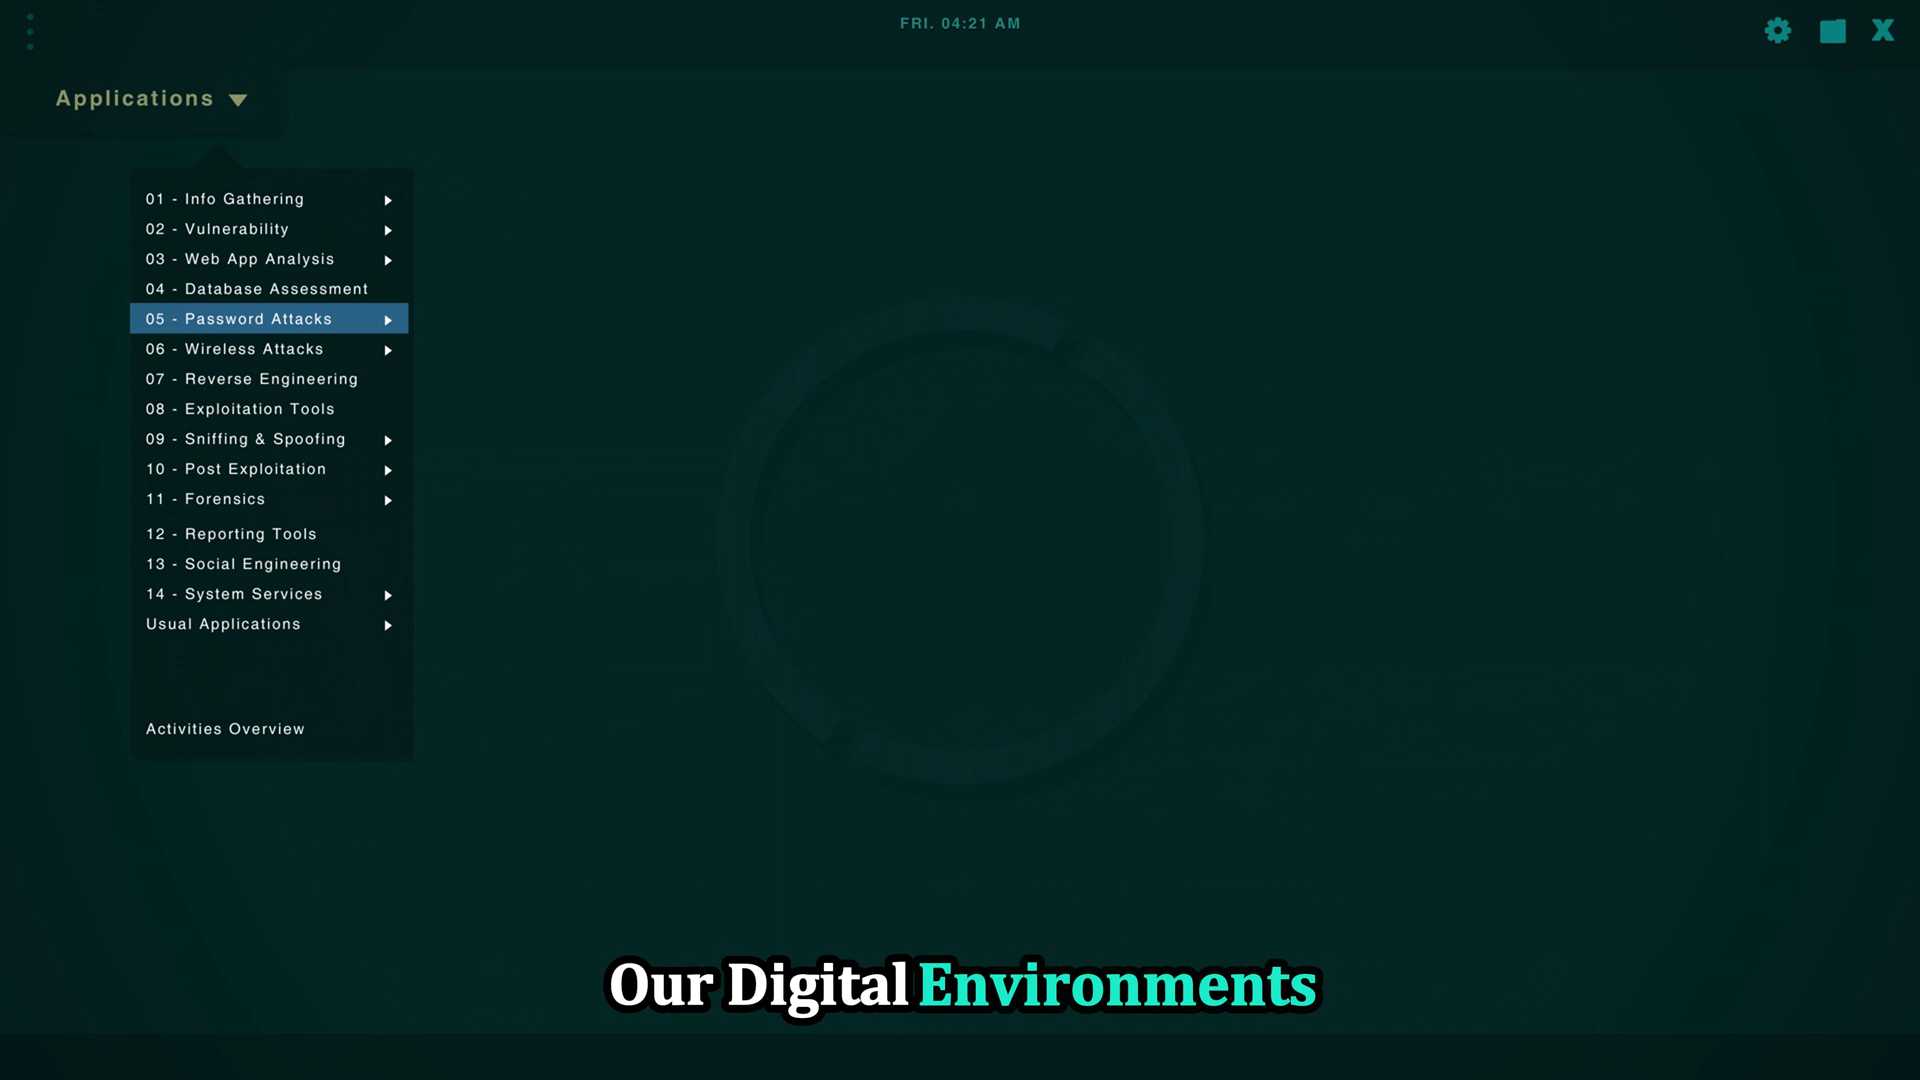 FRI. 04:21 AM
X
Applications
01 - Info Gathering
02 - Vulnerability
03 - Web App Analysis
04 - Database Assessment
05 - Password Attacks
06 - Wireless Attacks
07 - Reverse Engineering
08 - Exploitation Tools
09 - Sniffing & Spoofing
10 - Post Exploitation
11 - Forensics
12 - Reporting Tools
13 - Social Engineering
14 - System Services
Usual Applications
Activities Overview
Our Digital Environments